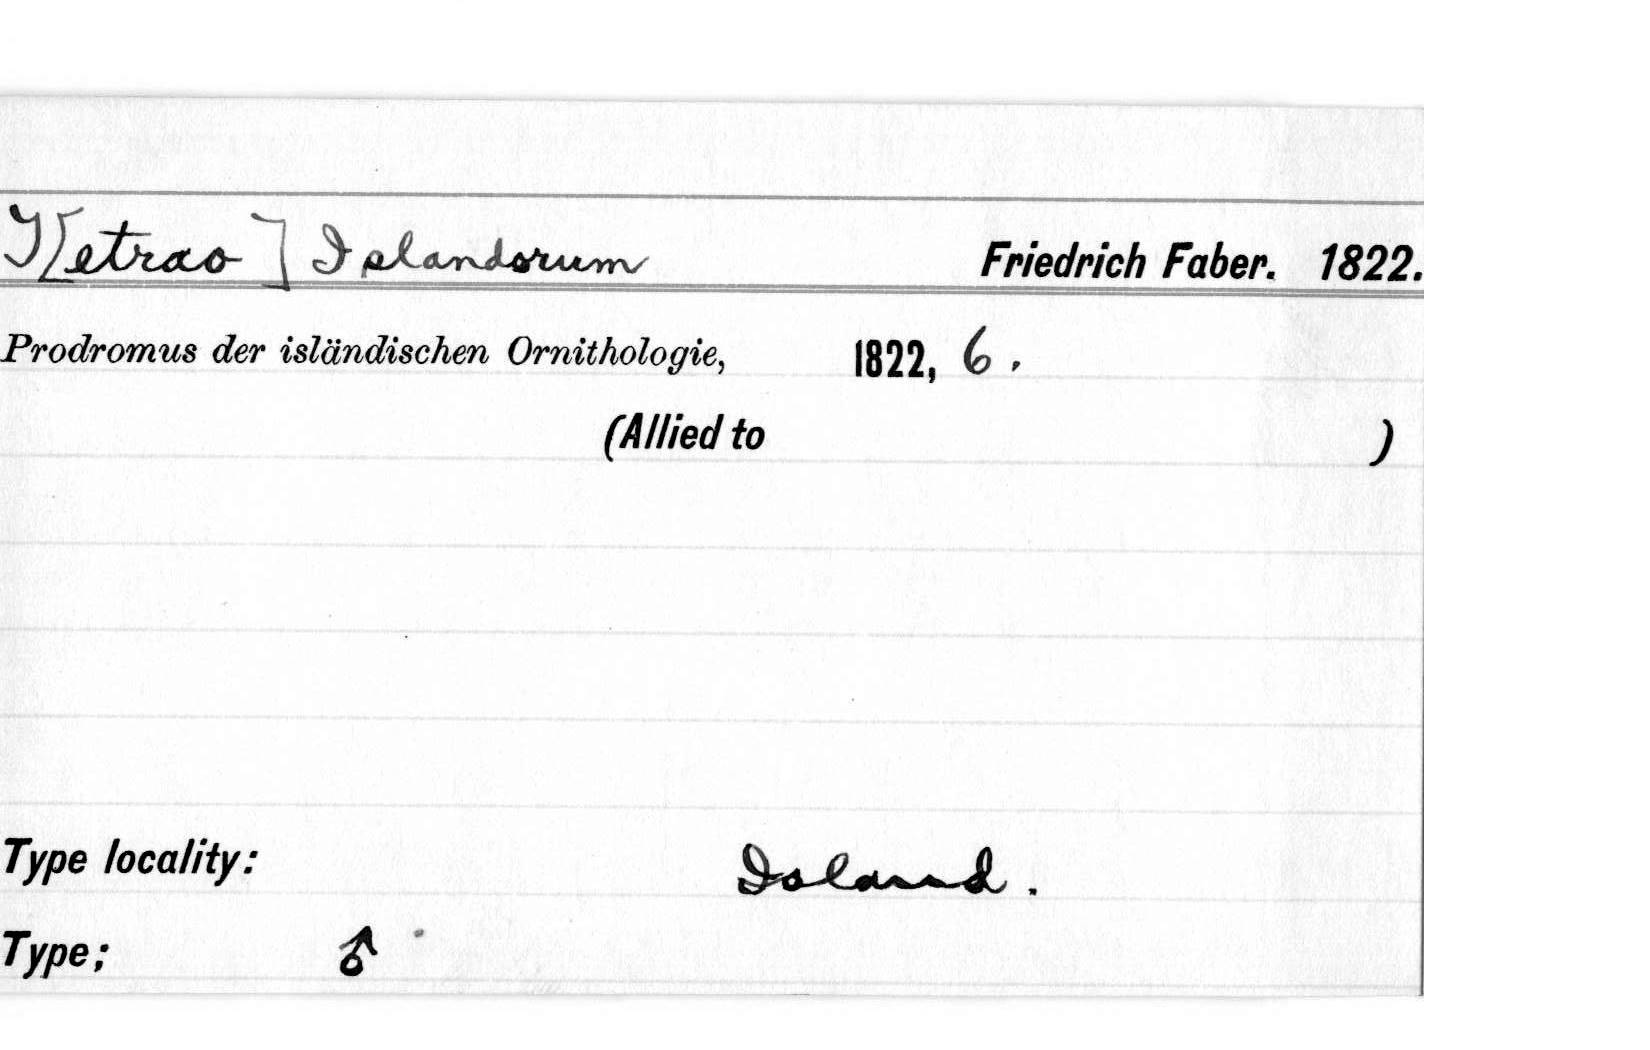 T[etrao] Islandorum Friedrich Faber. 1822.
Prodromus der isländischen Ornithologie, 1822, 6.
(Allied to )
Type locality: Island.
Type; ♂